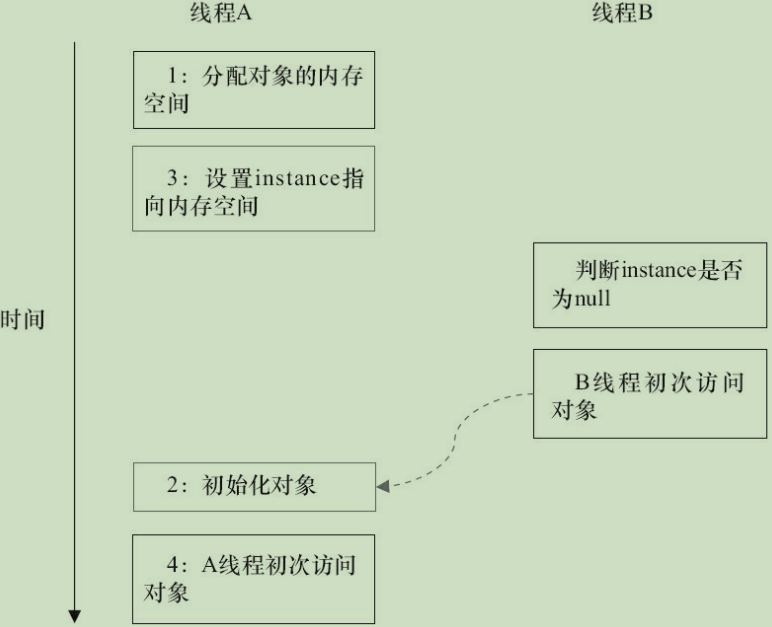 线程A
线程B
1：分配对象的内存
空间
3：设置instance指
向内存空间
判断instance是否
为null
时间
B线程初次访问
对象
2：初始化对象
4：A线程初次访问
对象